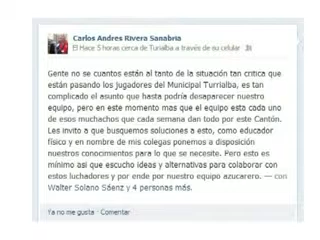 Carlos Andres Rivera Sanabria
El Hace 5 horas cerca de Turialba a través de su celular
Gente no se cuantos están al tanto de la situación tan critica que
están pasando los jugadores del Municipal Turrialba, es tan
complicado el asunto que hasta podría desaparecer nuestro
equipo, pero en este momento mas que el equipo esta cada uno
de esos muchachos que cada semana dan todo por este Cantón.
Les invito a que busquemos soluciones a esto, como educador
físico y en nombre de mis colegas ponemos a disposición
nuestros conocimientos para lo que se necesite. Pero esto es
mínimo asi que escucho ideas y alternativas para colaborar con
estos luchadores y por ende por nuestro equipo azucarero. — con
Walter Solano Sáenz y 4 personas más.
Ya no me gusta · Comentar